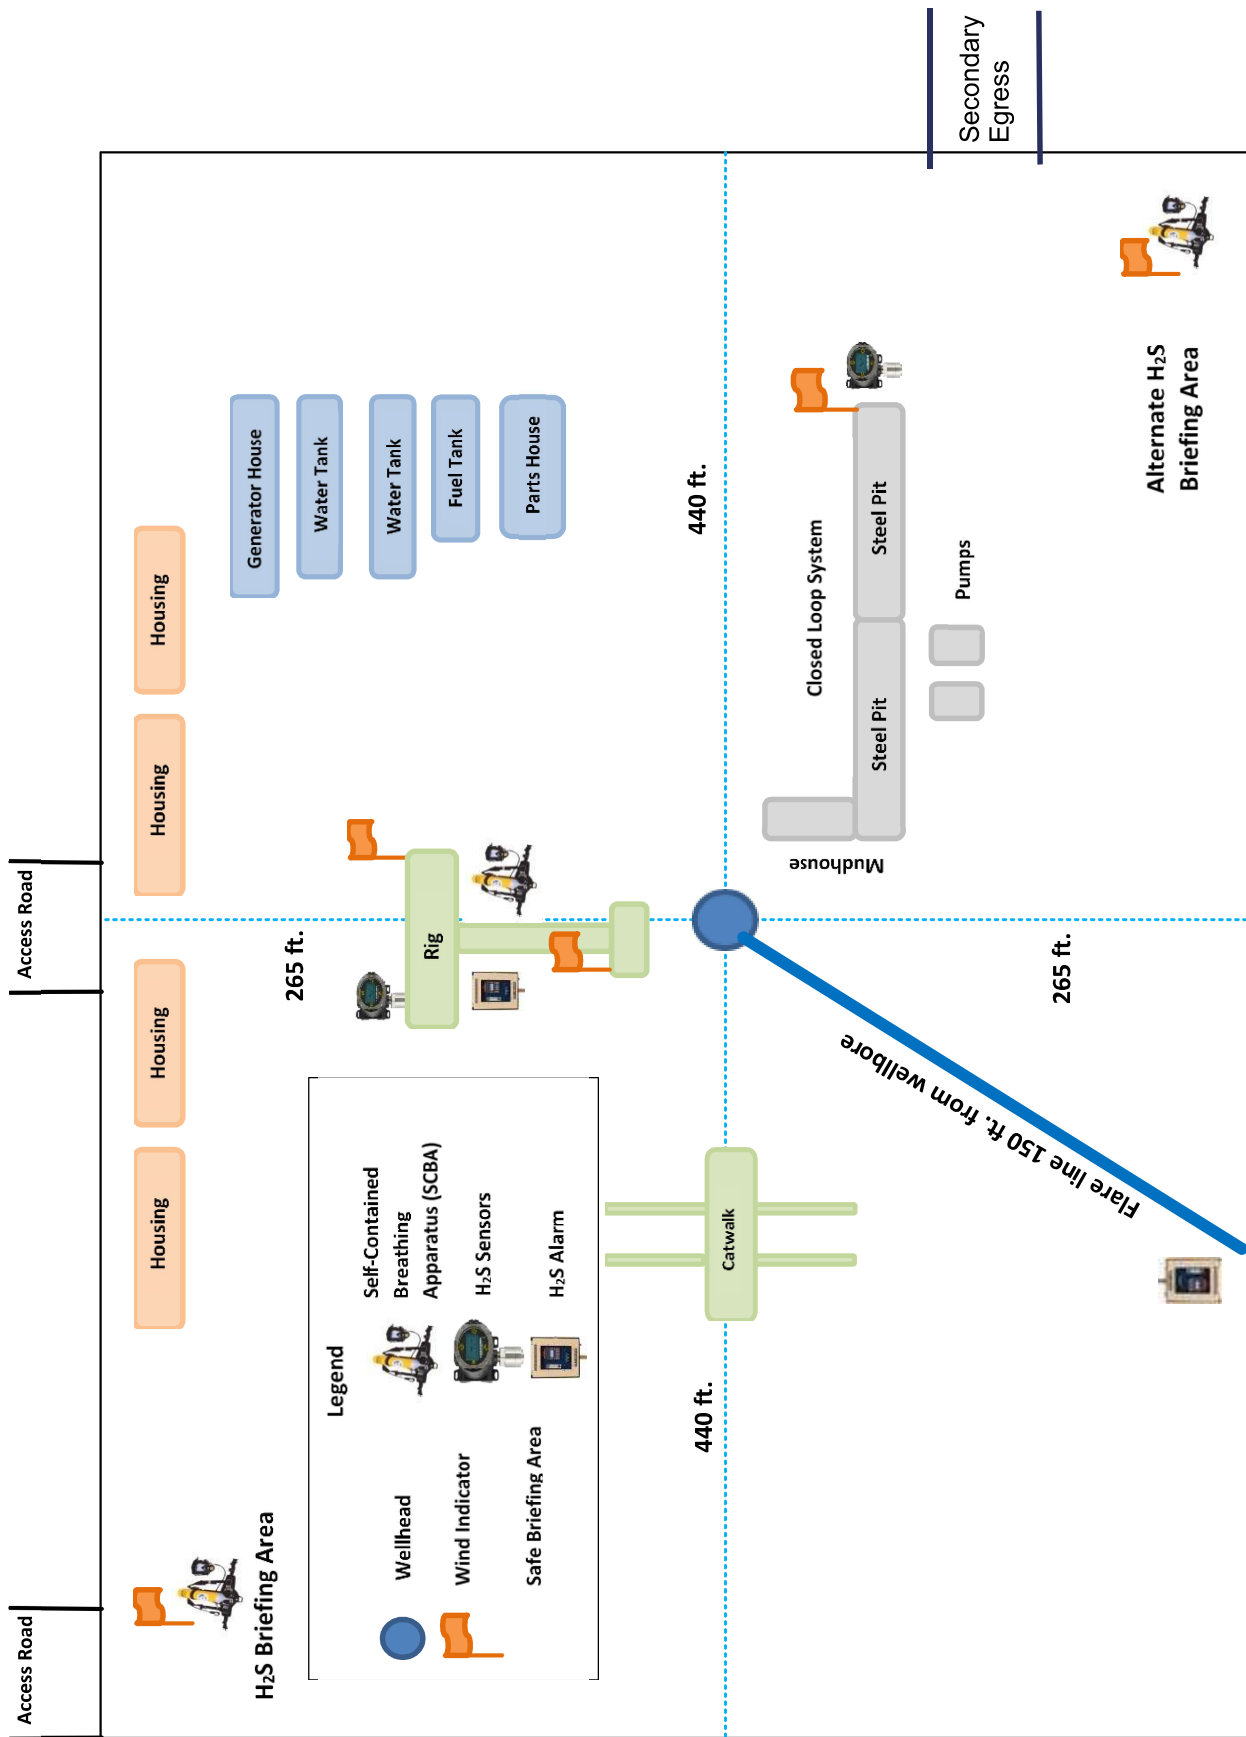 Access Road
Access Road
Secondary
Egress
Housing
Housing
Housing
Housing
Generator House
Water Tank
Water Tank
Fuel Tank
Parts House
265 ft.
Rig
H₂S Briefing Area
Legend
Self-Contained
Breathing
Apparatus (SCBA)
H₂S Sensors
H₂S Alarm
Wellhead
Wind Indicator
Safe Briefing Area
440 ft.
440 ft.
Catwalk
Closed Loop System
Mudhouse
Steel Pit
Steel Pit
Pumps
265 ft.
Flare line 150 ft. from wellbore
Alternate H₂S
Briefing Area